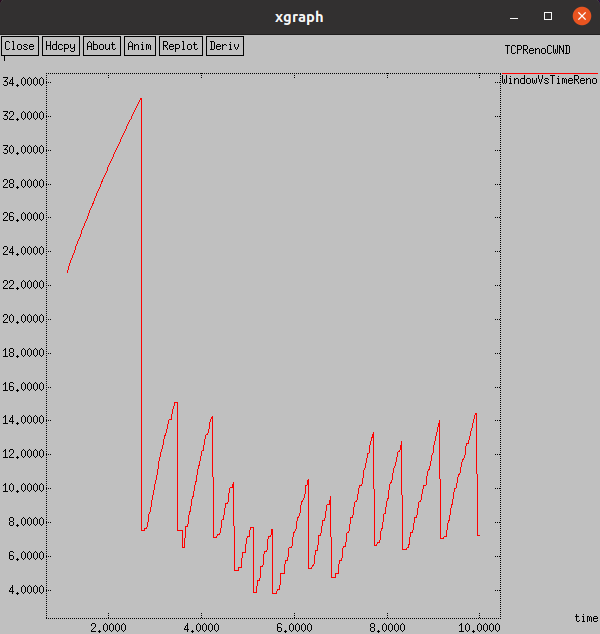 xgraph
Close Hdcpy About Anim Replot Deriv
TCPRenoCWND
WindowVsTimeReno
34.0000
32.0000
30.0000
28.0000
26.0000
24.0000
22.0000
20.0000
18.0000
16.0000
14.0000
12.0000
10.0000
8.0000
6.0000
4.0000
time
2.0000 4.0000 6.0000 8.0000 10.0000